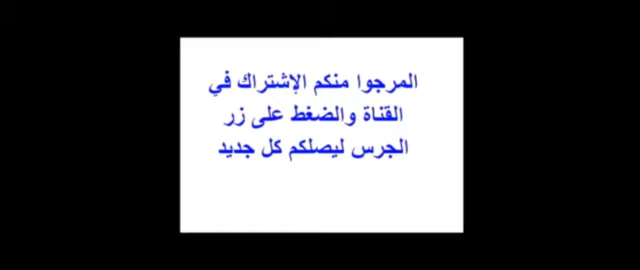 المرجوا منكم الإشتراك في
القناة والضغط على زر
الجرس ليصلكم كل جديد